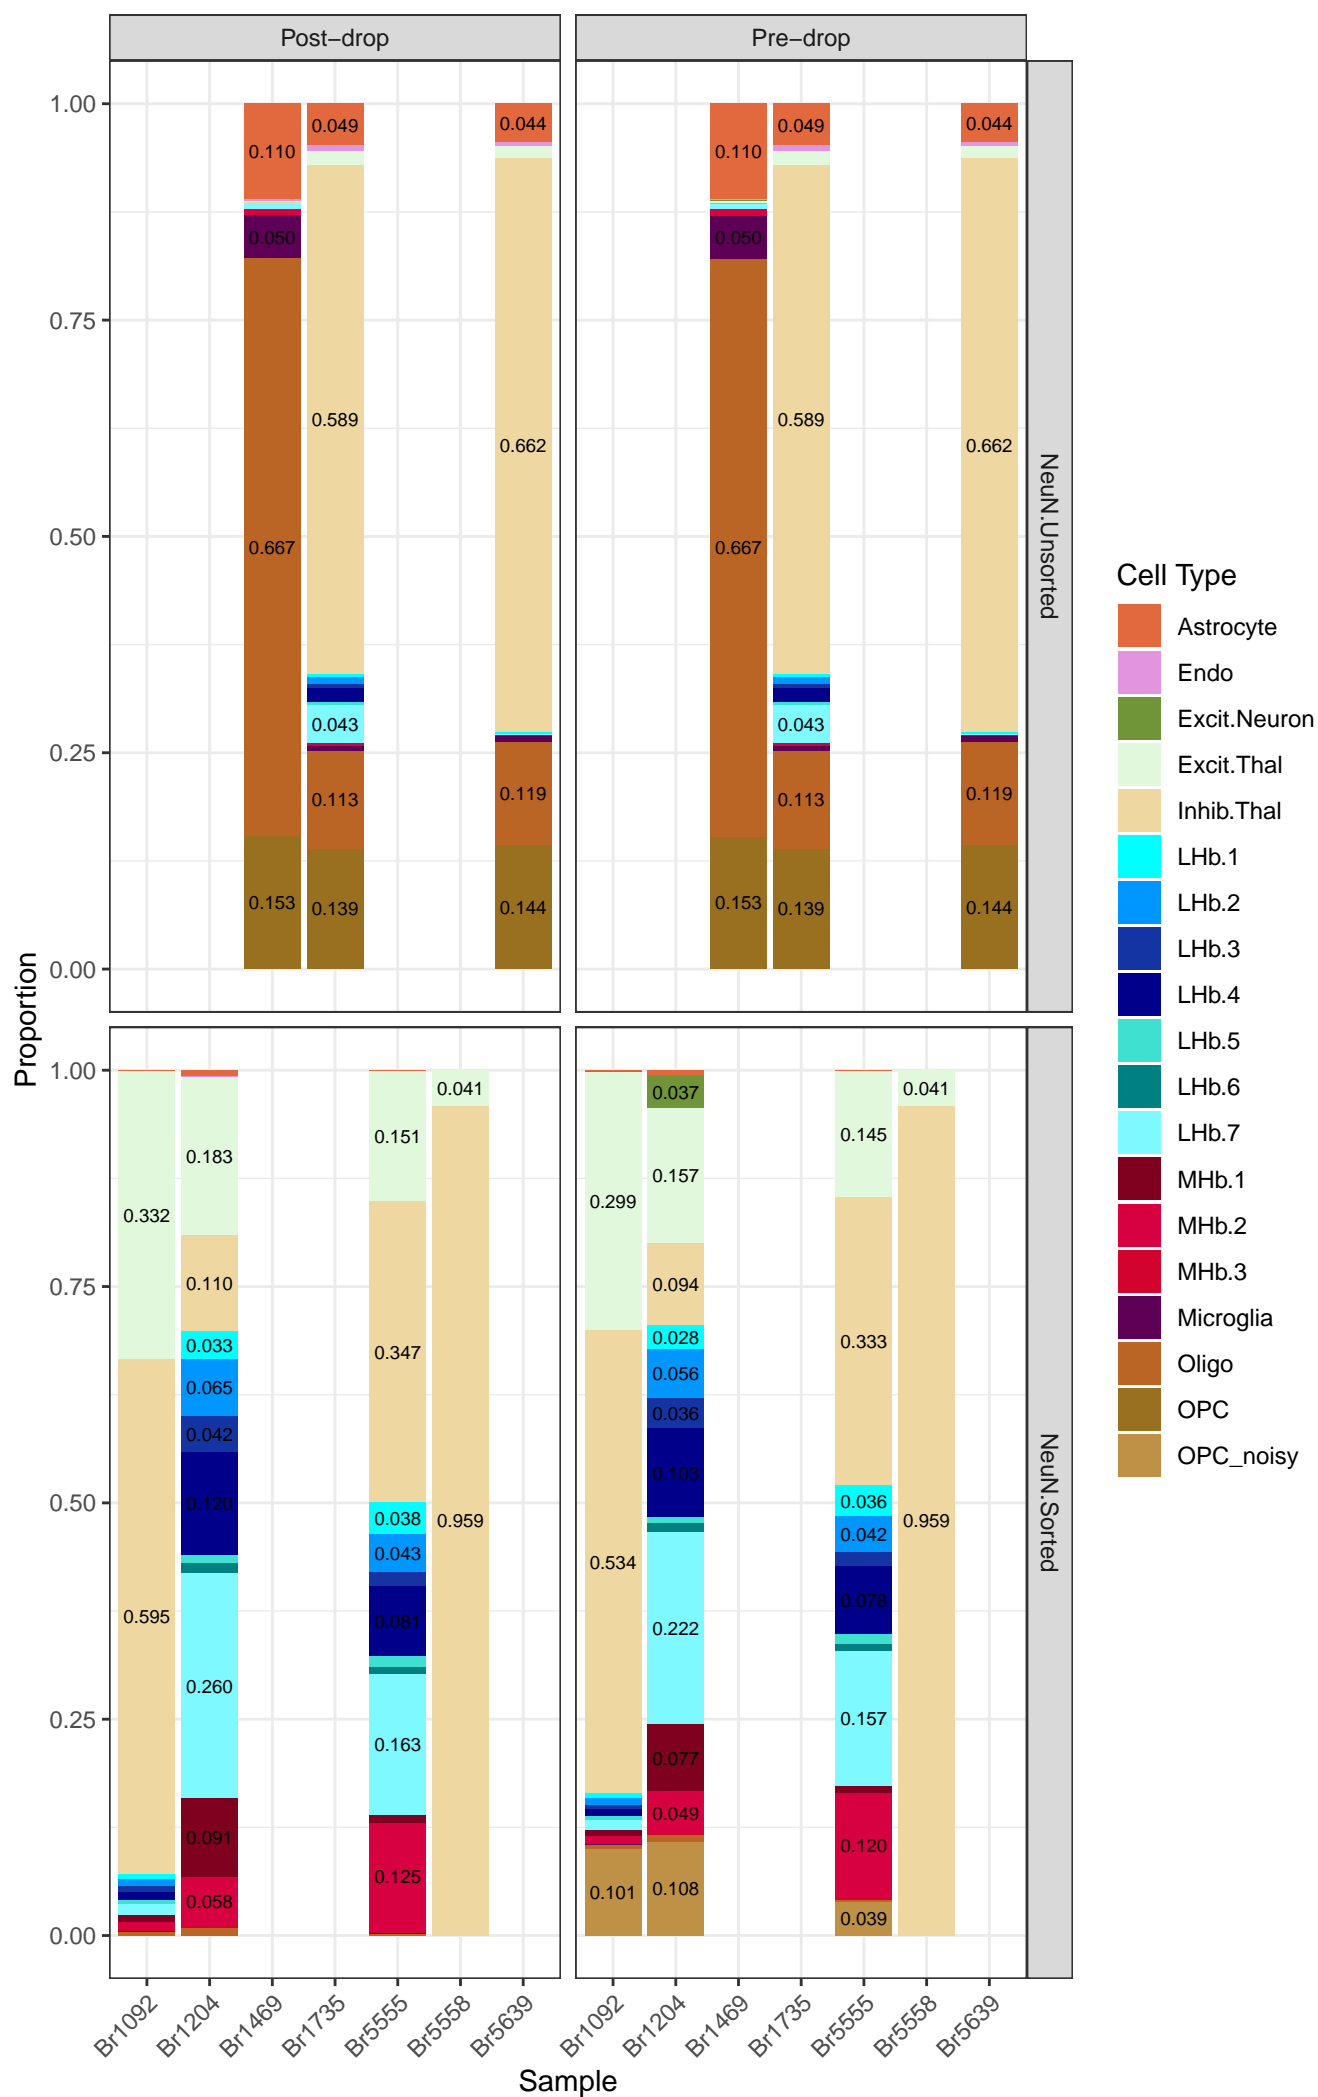 Post-drop
Pre-drop
NeuN.Unsorted
NeuN.Sorted
Proportion
1.00
0.75
0.50
0.25
0.00
0.110
0.050
0.667
0.153
0.049
0.589
0.043
0.113
0.139
0.044
0.662
0.119
0.144
0.110
0.050
0.667
0.153
0.049
0.589
0.043
0.113
0.139
0.044
0.662
0.119
0.144
1.00
0.75
0.50
0.25
0.00
0.332
0.595
0.183
0.110
0.033
0.065
0.042
0.120
0.260
0.091
0.058
0.151
0.347
0.038
0.043
0.081
0.163
0.125
0.041
0.959
0.299
0.534
0.101
0.037
0.157
0.094
0.028
0.056
0.036
0.103
0.222
0.077
0.049
0.108
0.145
0.333
0.036
0.042
0.078
0.157
0.120
0.039
0.041
0.959
Br1092
Br1204
Br1469
Br1735
Br5555
Br5558
Br5639
Br1092
Br1204
Br1469
Br1735
Br5555
Br5558
Br5639
Sample
Cell Type
Astrocyte
Endo
Excit.Neuron
Excit.Thal
Inhib.Thal
LHb.1
LHb.2
LHb.3
LHb.4
LHb.5
LHb.6
LHb.7
MHb.1
MHb.2
MHb.3
Microglia
Oligo
OPC
OPC_noisy